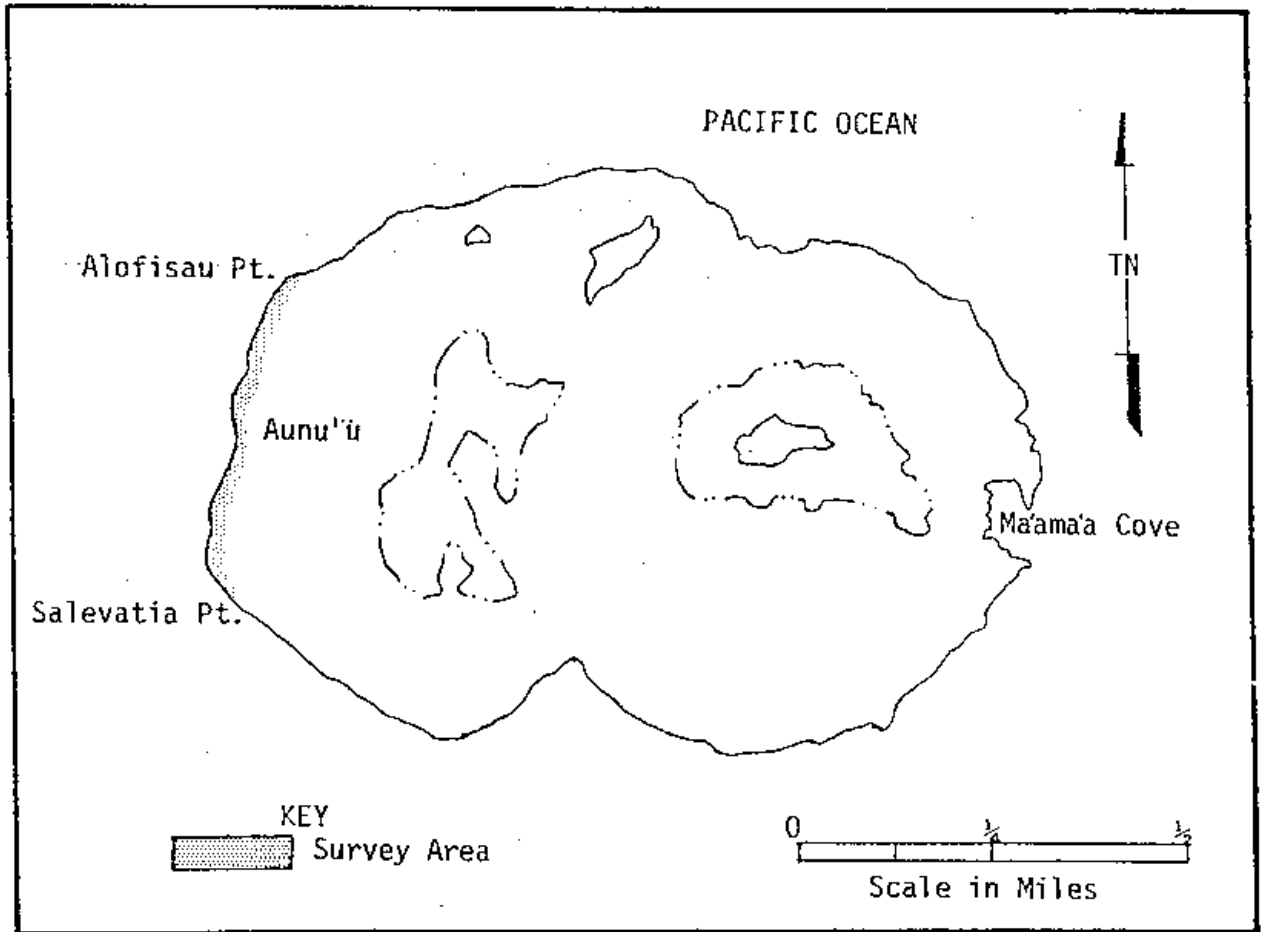 PACIFIC OCEAN
Alofisau Pt.
TN
Aunu'u
Ma'ama'a Cove
Salevatia Pt.
KEY
Survey Area
0 ¼ ½
Scale in Miles